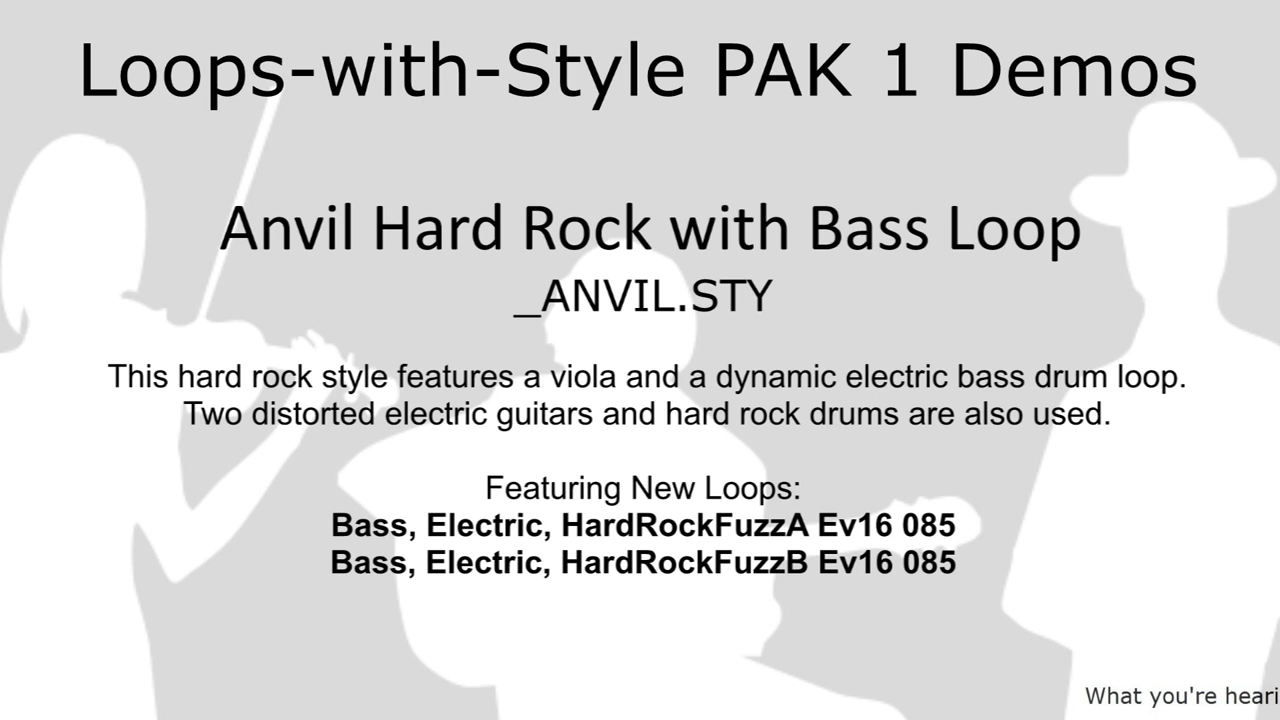 Loops-with-Style PAK 1 Demos
Anvil Hard Rock with Bass Loop
_ANVIL.STY
This hard rock style features a viola and a dynamic electric bass drum loop.
Two distorted electric guitars and hard rock drums are also used.
Featuring New Loops:
Bass, Electric, HardRockFuzzA Ev16 085
Bass, Electric, HardRockFuzzB Ev16 085
What you're heari